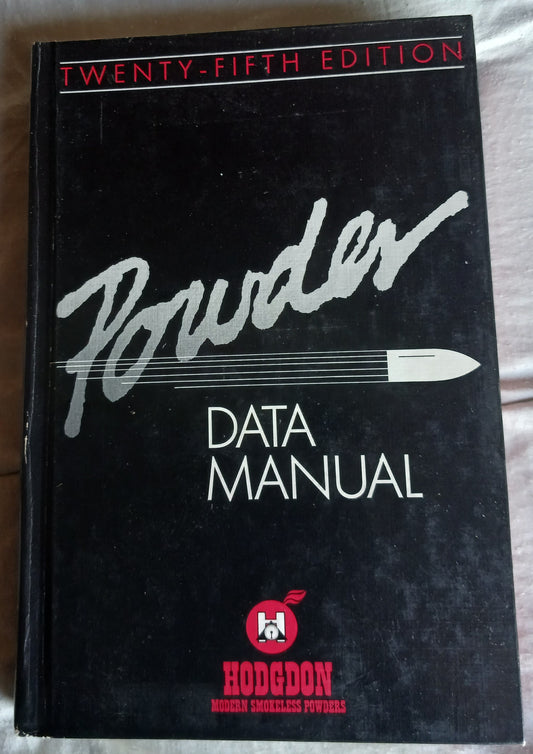 TWENTY-FIFTH EDITION
Powder
DATA
MANUAL
H
HODGDON
MODERN SMOKELESS POWDERS